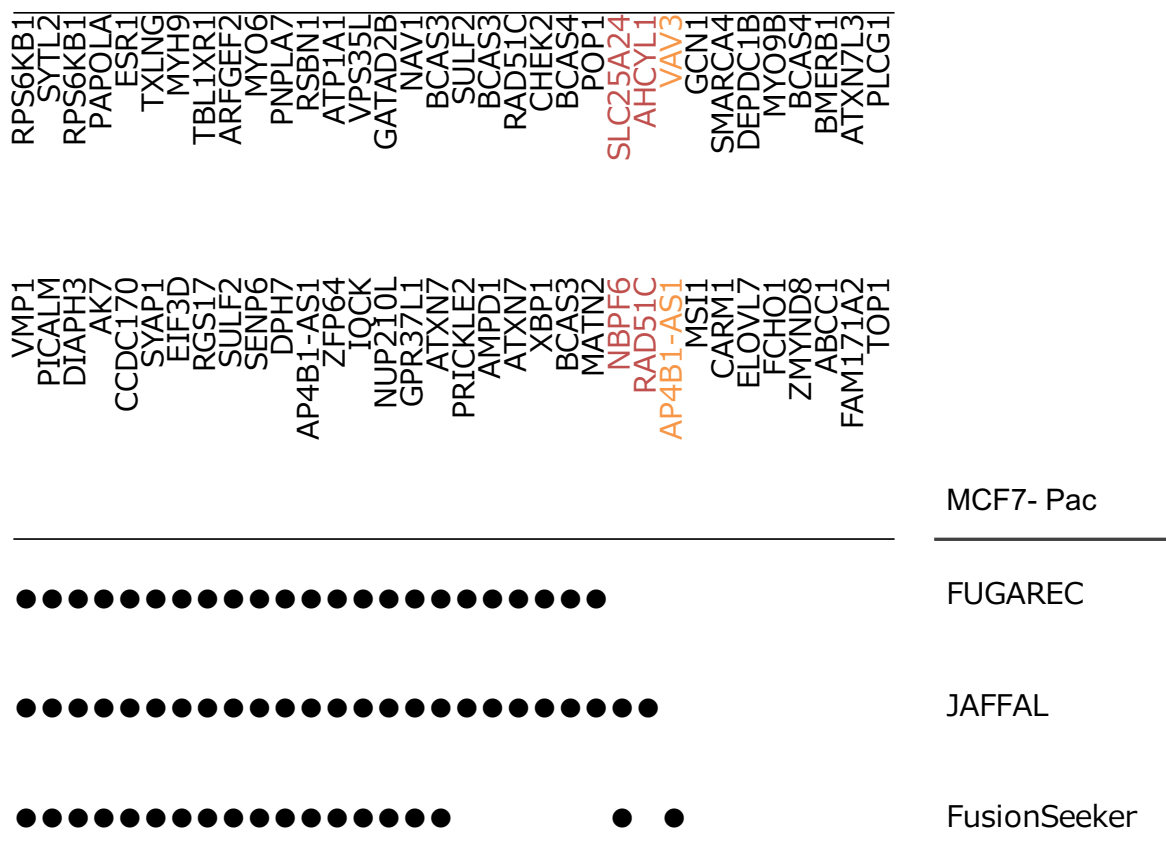 RPS6KB1
SYTL2
RPS6KB1
PAPOLA
ESR1
TXLNG
MYH9
TBL1XR1
ARFGEF2
MYO6
PNPLA7
RSBN1
ATP1A1
VPS35L
GATAD2B
NAV1
BCAS3
SULF2
BCAS3
RAD51C
CHEK2
BCAS4
POP1
SLC25A24
AHCYL1
VAV3
GCN1
SMARCA4
DEPDC1B
MYO9B
BCAS4
BMERB1
ATXN7L3
PLCG1
VMP1
PICALM
DIAPH3
AK7
CCDC170
SYAP1
EIF3D
RGS17
SULF2
SENP6
DPH7
AP4B1-AS1
ZFP64
IQCK
NUP210L
GPR37L1
ATXN7
PRICKLE2
AMPD1
ATXN7
XBP1
BCAS3
MATN2
NBPF6
RAD51C
AP4B1-AS1
MSI1
CARM1
ELOVL7
FCHO1
ZMYND8
ABCC1
FAM171A2
TOP1
MCF7- Pac
FUGAREC
JAFFAL
FusionSeeker